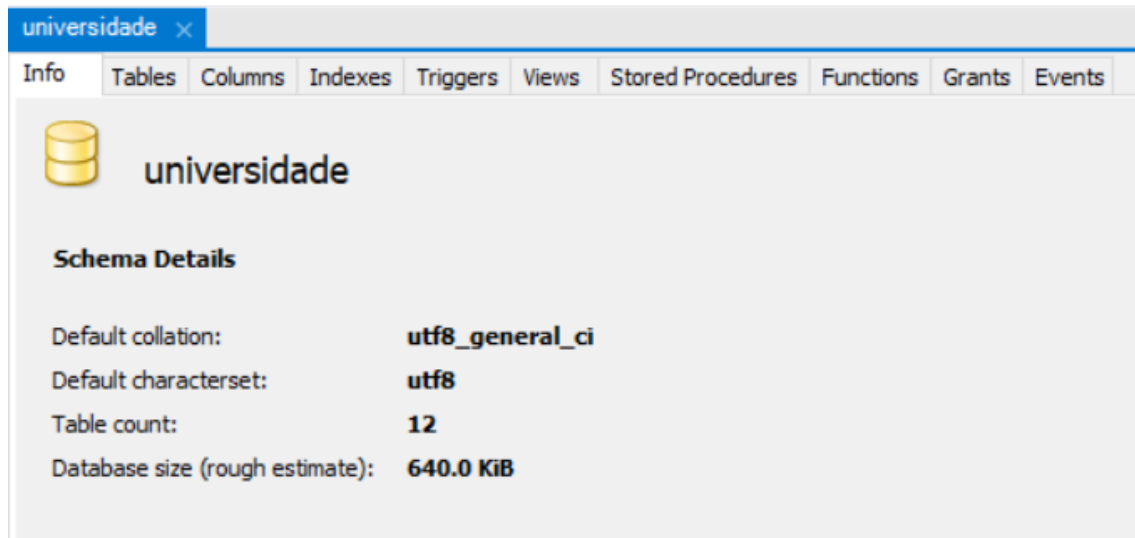 universidade ×
Info Tables Columns Indexes Triggers Views Stored Procedures Functions Grants Events
universidade
Schema Details
Default collation: utf8_general_ci
Default characterset: utf8
Table count: 12
Database size (rough estimate): 640.0 KiB